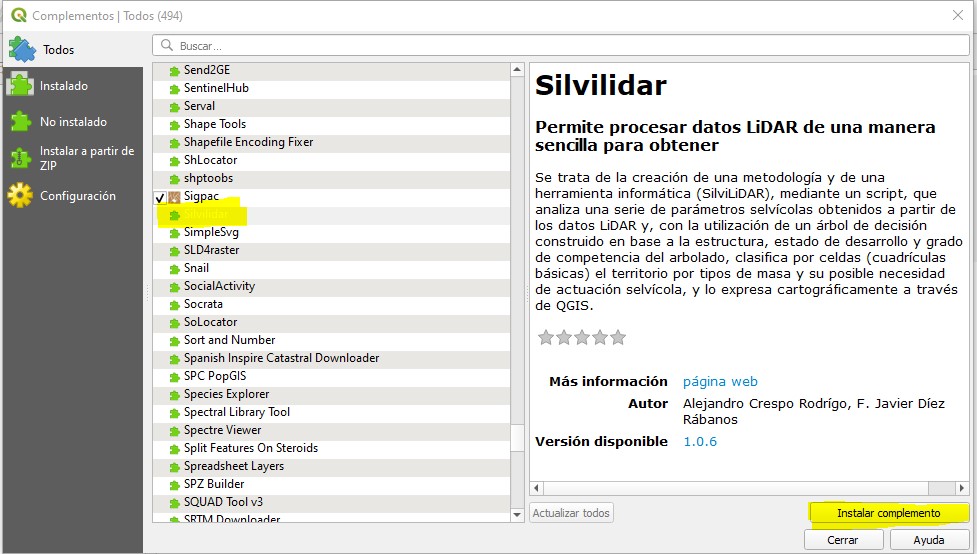 Complementos | Todos (494)
Todos
Instalado
No instalado
Instalar a partir de
ZIP
Configuración
Buscar...
Send2GE
SentinelHub
Serval
Shape Tools
Shapefile Encoding Fixer
ShLocator
shptoobs
Sigpac
Silvilidar
SimpleSvg
SLD4raster
Snail
SocialActivity
Socrata
SoLocator
Sort and Number
Spanish Inspire Catastral Downloader
SPC PopGIS
Species Explorer
Spectral Library Tool
Spectre Viewer
Split Features On Steroids
Spreadsheet Layers
SPZ Builder
SQUAD Tool v3
SRTM Downloader
Silvilidar
Permite procesar datos LiDAR de una manera
sencilla para obtener
Se trata de la creación de una metodología y de una
herramienta informática (SilviLiDAR), mediante un script, que
analiza una serie de parámetros selvícolas obtenidos a partir de
los datos LiDAR y, con la utilización de un árbol de decisión
construido en base a la estructura, estado de desarrollo y grado
de competencia del arbolado, clasifica por celdas (cuadrículas
básicas) el territorio por tipos de masa y su posible necesidad
de actuación selvícola, y lo expresa cartográficamente a través
de QGIS.
Más información página web
Autor Alejandro Crespo Rodrígo, F. Javier Díez
Rábanos
Versión disponible 1.0.6
Actualizar todos
Instalar complemento
Cerrar
Ayuda